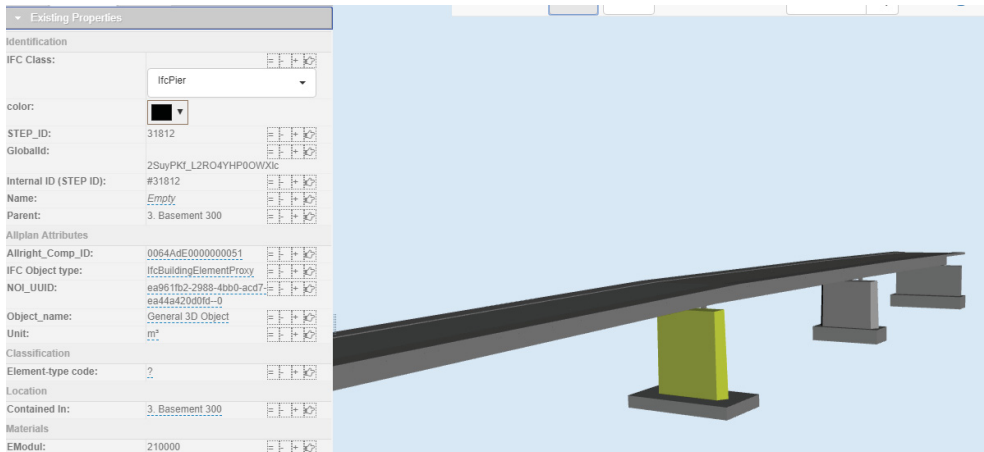 Existing Properties
Identification
IFC Class:
= - +
IfcPier
color:
STEP_ID: 31812 = - +
GlobalId: = - +
2SuyPKf_L2RO4YHP0OWXlc
Internal ID (STEP ID): #31812 = - +
Name: Empty = - +
Parent: 3. Basement 300 = - +
Allplan Attributes
Allright_Comp_ID: 0064AdE0000000051 = - +
IFC Object type: IfcBuildingElementProxy = - +
NOI_UUID: ea961fb2-2988-4bb0-acd7- = - +
ea44a420d0fd--0
Object_name: General 3D Object = - +
Unit: m³ = - +
Classification
Element-type code: ? = - +
Location
Contained In: 3. Basement 300 = - +
Materials
EModul: 210000 = - +